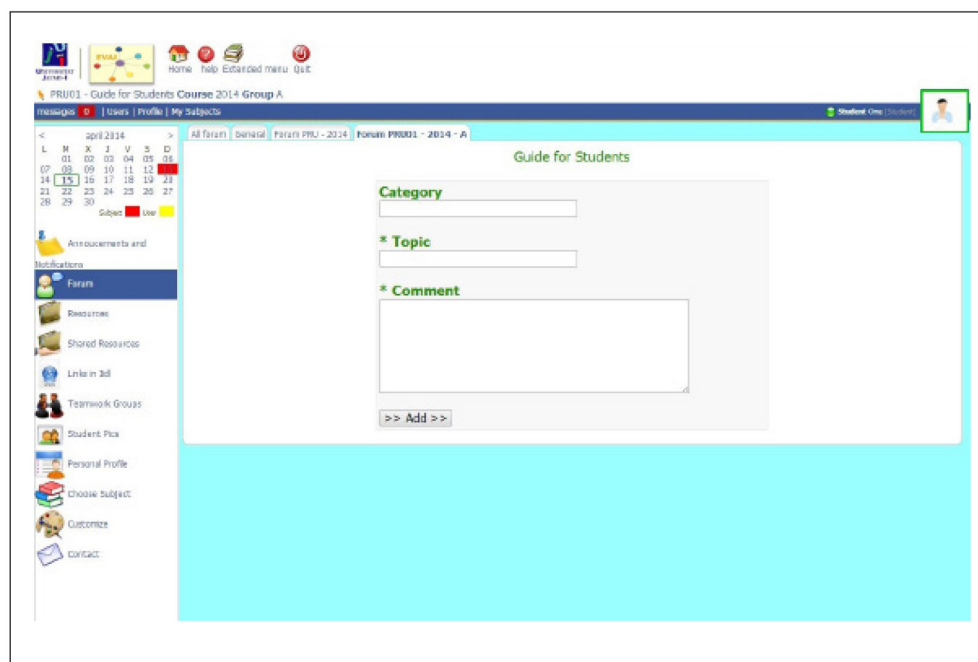 EVAI
Home help Extended menu Quit
PRU01 - Guide for Students Course 2014 Group A
messages 0 | Users | Profile | My Subjects
Student One (Student)
< april 2014 >
L M X J V S D
01 02 03 04 05 06
07 08 09 10 11 12
14 15 16 17 18 19 20
21 22 23 24 25 26 27
28 29 30
Subject User
All forum General Forum PRU - 2014 Forum PRU01 - 2014 - A
Guide for Students
Category
* Topic
* Comment
>> Add >>
Annoucements and
Notifications
Forum
Resources
Shared Resources
Links in
Teamwork Groups
Student Pics
Personal Profile
Choose Subject
Customize
Contact